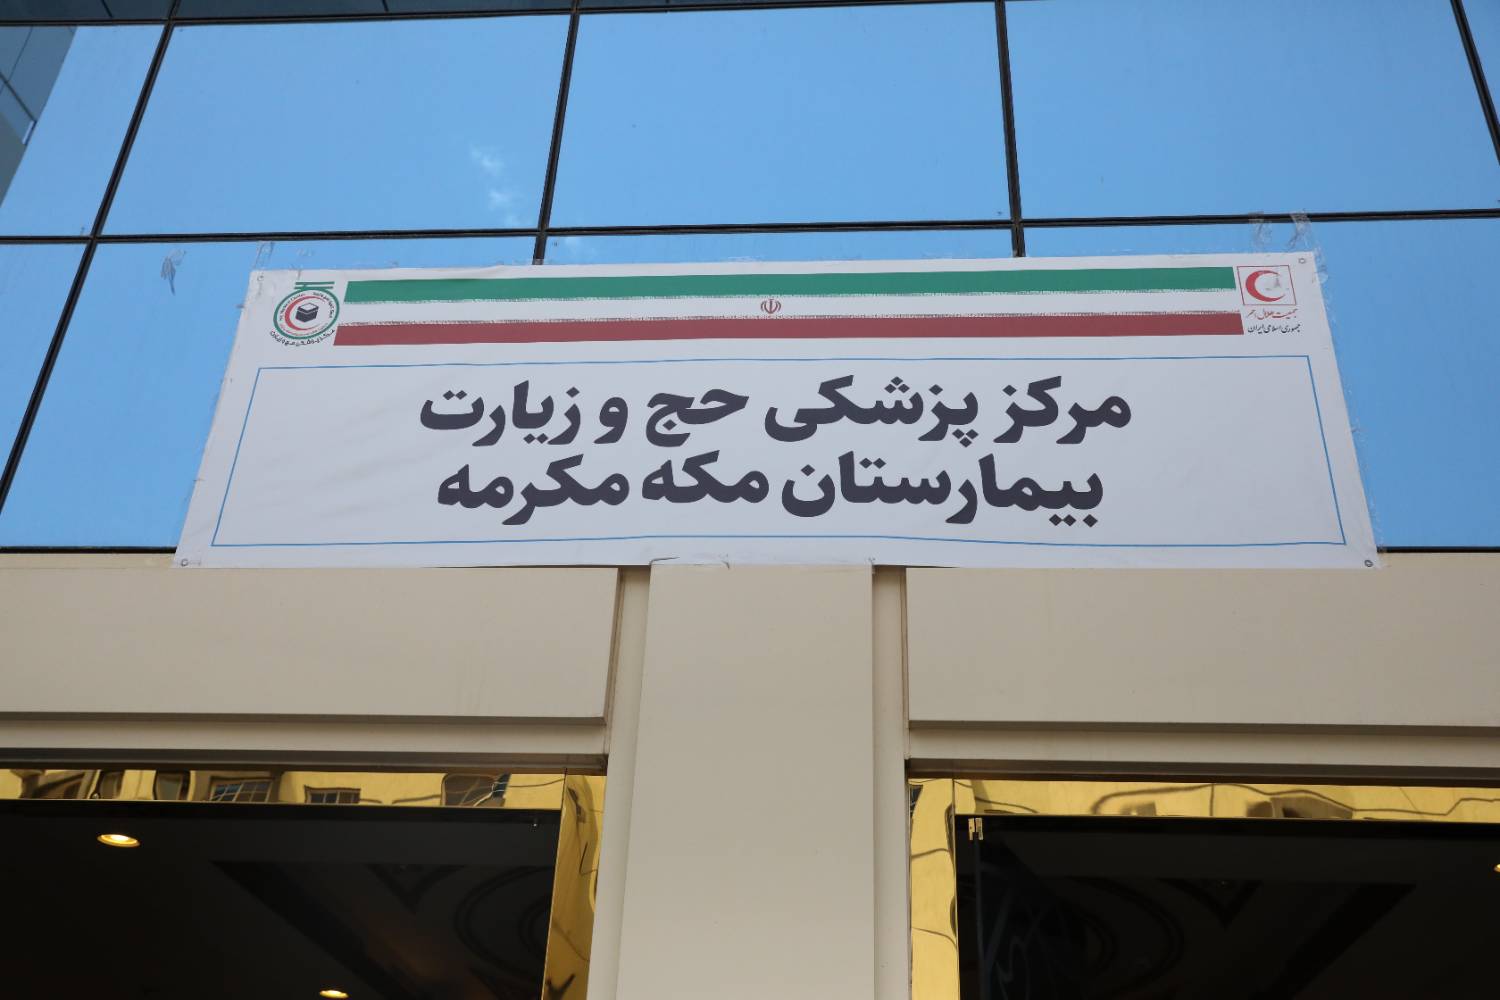 جمعیت هلال احمر
جمهوری اسلامی ایران
مرکز پزشکی حج و زیارت
بیمارستان مکه مکرمه